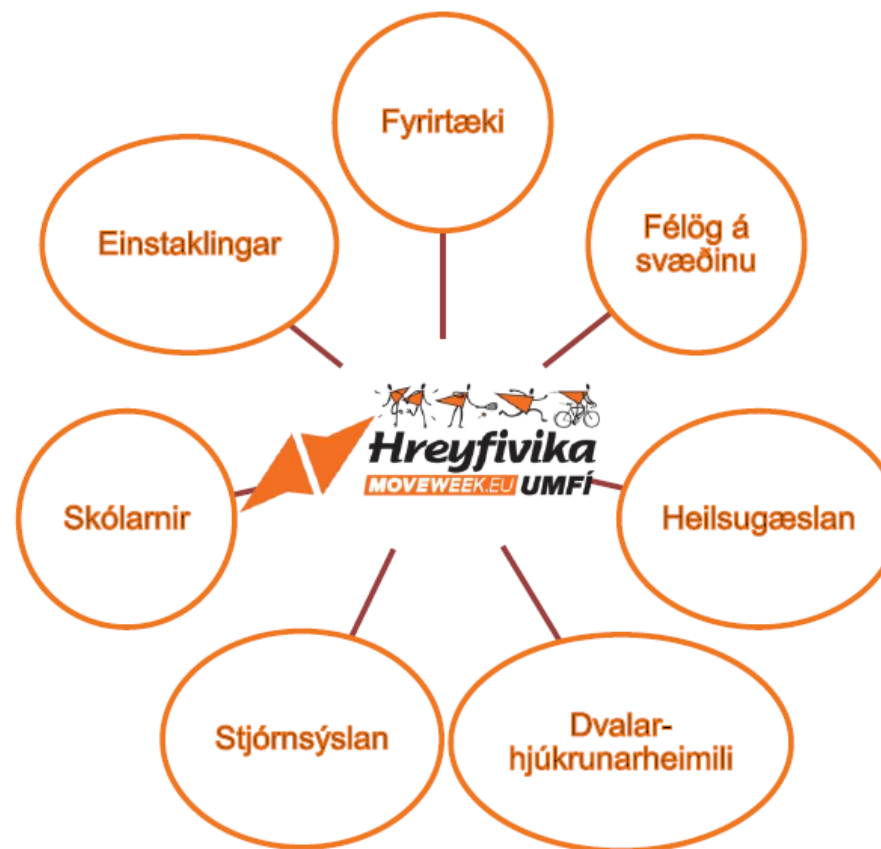 Fyrirtæki
Einstaklingar
Félög á
svæðinu
Hreyfivika
MOVEWEEK.EU UMFÍ
Skólarnir
Heilsugæslan
Stjórnsýslan
Dvalar-
hjúkrunarheimili